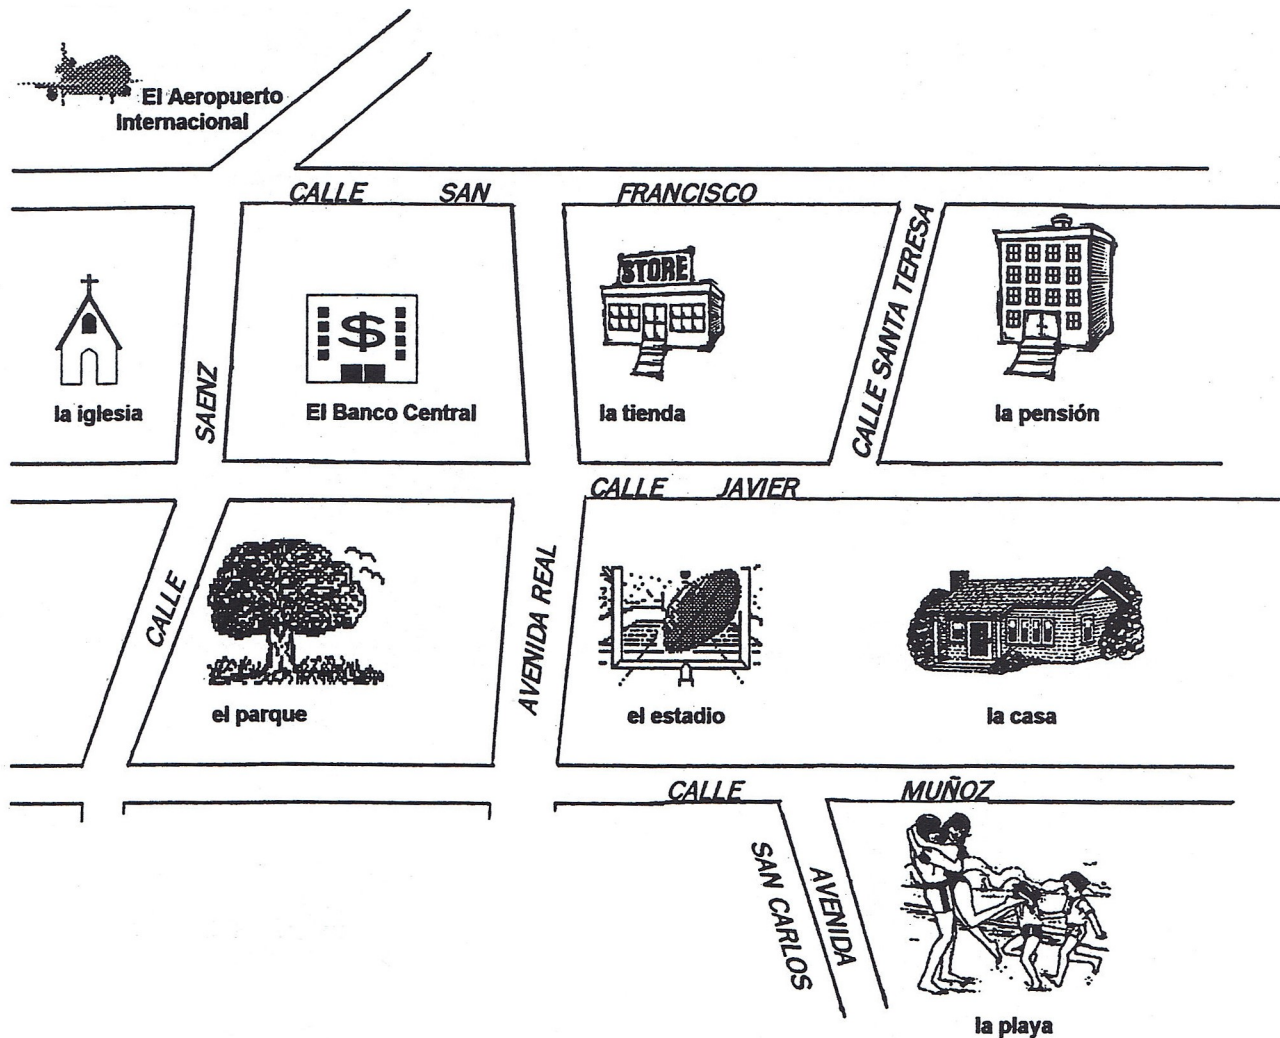 El Aeropuerto
Internacional
CALLE SAN FRANCISCO
STORE
$
la iglesia
SAENZ
El Banco Central
la tienda
CALLE SANTA TERESA
la pensión
CALLE JAVIER
CALLE
AVENIDA REAL
el parque
el estadio
la casa
CALLE MUÑOZ
SAN CARLOS
AVENIDA
la playa